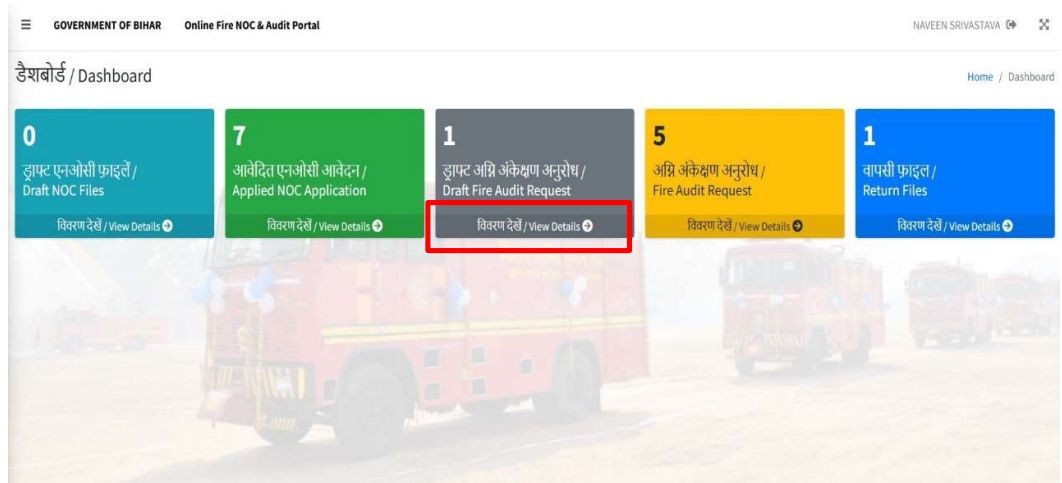 GOVERNMENT OF BIHAR Online Fire NOC & Audit Portal NAVEEN SRIVASTAVA
डैशबोर्ड / Dashboard Home / Dashboard
0
ड्राफ्ट एनओसी फ़ाइलें /
Draft NOC Files
विवरण देखें / View Details
7
आवेदित एनओसी आवेदन /
Applied NOC Application
विवरण देखें / View Details
1
ड्राफ्ट अग्नि अंकेक्षण अनुरोध /
Draft Fire Audit Request
विवरण देखें / View Details
5
अग्नि अंकेक्षण अनुरोध /
Fire Audit Request
विवरण देखें / View Details
1
वापसी फ़ाइल /
Return Files
विवरण देखें / View Details